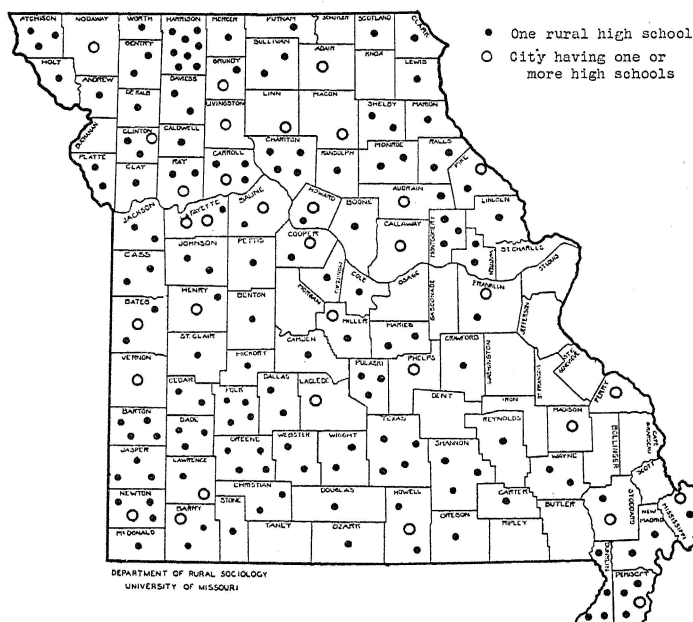 One rural high school
City having one or
more high schools
ATCHISON
NODAWAY
WORTH
HARRISON
MERCER
PUTNAM
SCHUYLER
SCOTLAND
CLARK
GENTRY
SULLIVAN
ADAIR
KNOX
LEWIS
HOLT
ANDREW
DE KALB
DAVIESS
GRUNDY
LIVINGSTON
LINN
MACON
SHELBY
MARION
BUCHANAN
CLINTON
CALDWELL
CHARITON
RANDOLPH
MONROE
RALLS
PIKE
PLATTE
CLAY
RAY
CARROLL
AUDRAIN
LINCOLN
JACKSON
LAFAYETTE
SALINE
HOWARD
BOONE
CALLAWAY
MONTGOMERY
WARREN
ST. CHARLES
ST. LOUIS
CASS
JOHNSON
PETTIS
COOPER
MONITEAU
COLE
OSAGE
GASCONADE
FRANKLIN
JEFFERSON
BATES
HENRY
BENTON
MORGAN
MILLER
MARIES
ST. CLAIR
CAMDEN
CRAWFORD
WASHINGTON
VERNON
HICKORY
PULASKI
PHELPS
ST. FRANCIS
STE. GENEVIEVE
PERRY
CEDAR
POLK
DALLAS
LACLEDE
DENT
IRON
MADISON
BARTON
DADE
GREENE
WEBSTER
WRIGHT
TEXAS
SHANNON
REYNOLDS
WAYNE
BOLLINGER
CAPE GIRARDEAU
JASPER
LAWRENCE
CHRISTIAN
DOUGLAS
HOWELL
CARTER
BUTLER
STODDARD
SCOTT
MISSISSIPPI
NEWTON
BARRY
STONE
TANEY
OZARK
OREGON
RIPLEY
NEW MADRID
McDONALD
DUNKLIN
PEMISCOT
DEPARTMENT OF RURAL SOCIOLOGY
UNIVERSITY OF MISSOURI